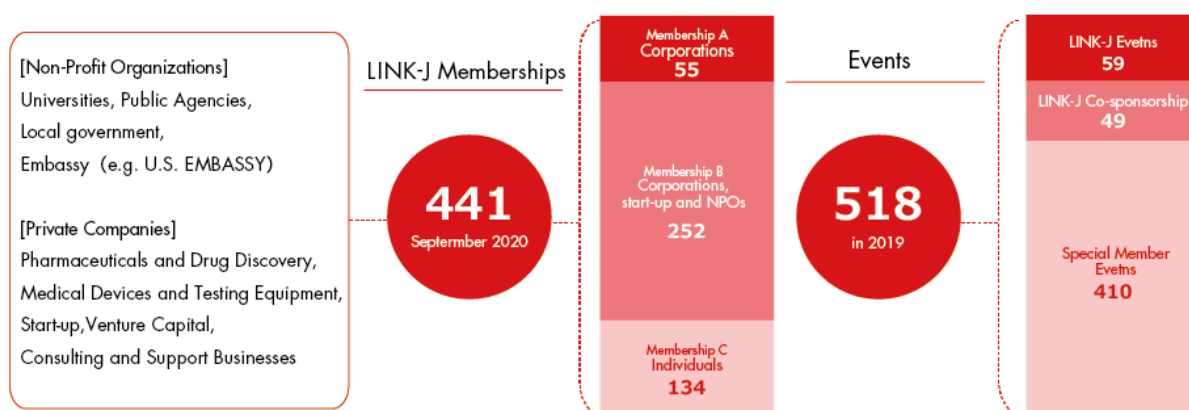 [Non-Profit Organizations]
Universities, Public Agencies,
Local government,
Embassy (e.g. U.S. EMBASSY)
[Private Companies]
Pharmaceuticals and Drug Discovery,
Medical Devices and Testing Equipment,
Start-up,Venture Capital,
Consulting and Support Businesses
LINK-J Memberships
441
Septermber 2020
Membership A
Corporations
55
Membership B
Corporations,
start-up and NPOs
252
Membership C
Individuals
134
Events
518
in 2019
LINK-J Evetns
59
LINK-J Co-sponsorship
49
Special Member
Evetns
410